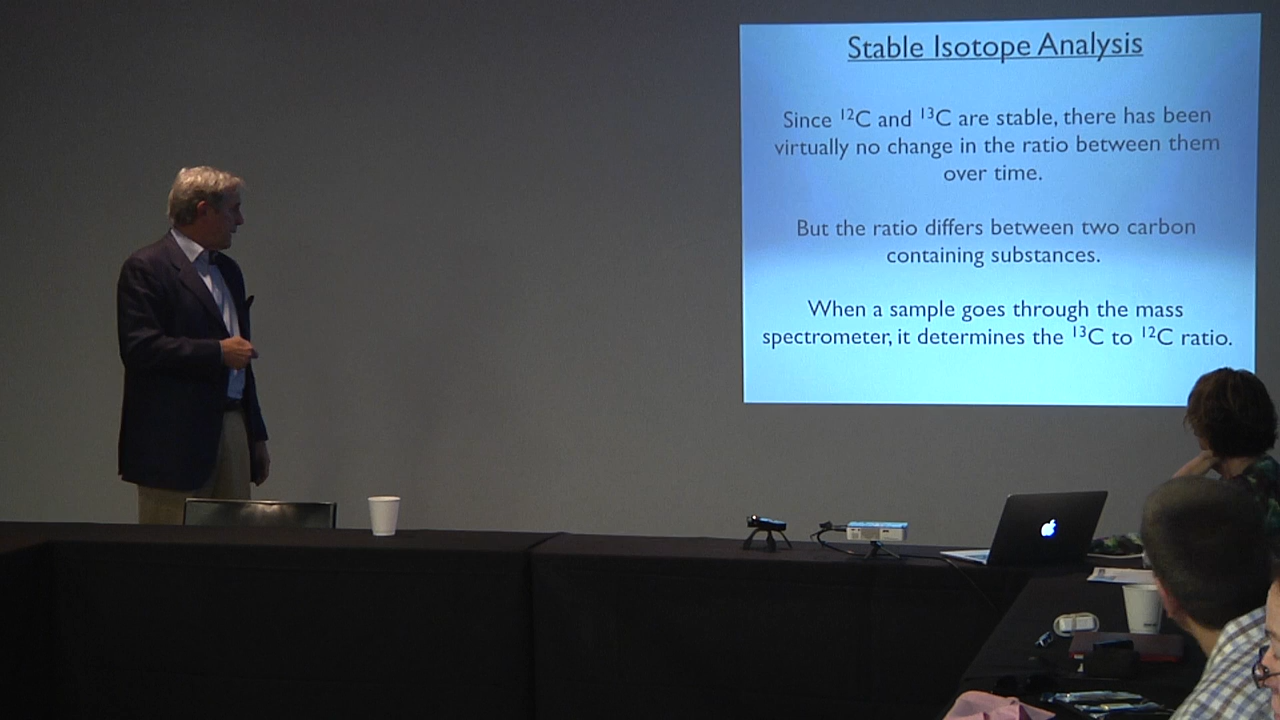 Stable Isotope Analysis
Since ¹²C and ¹³C are stable, there has been
virtually no change in the ratio between them
over time.
But the ratio differs between two carbon
containing substances.
When a sample goes through the mass
spectrometer, it determines the ¹³C to ¹²C ratio.